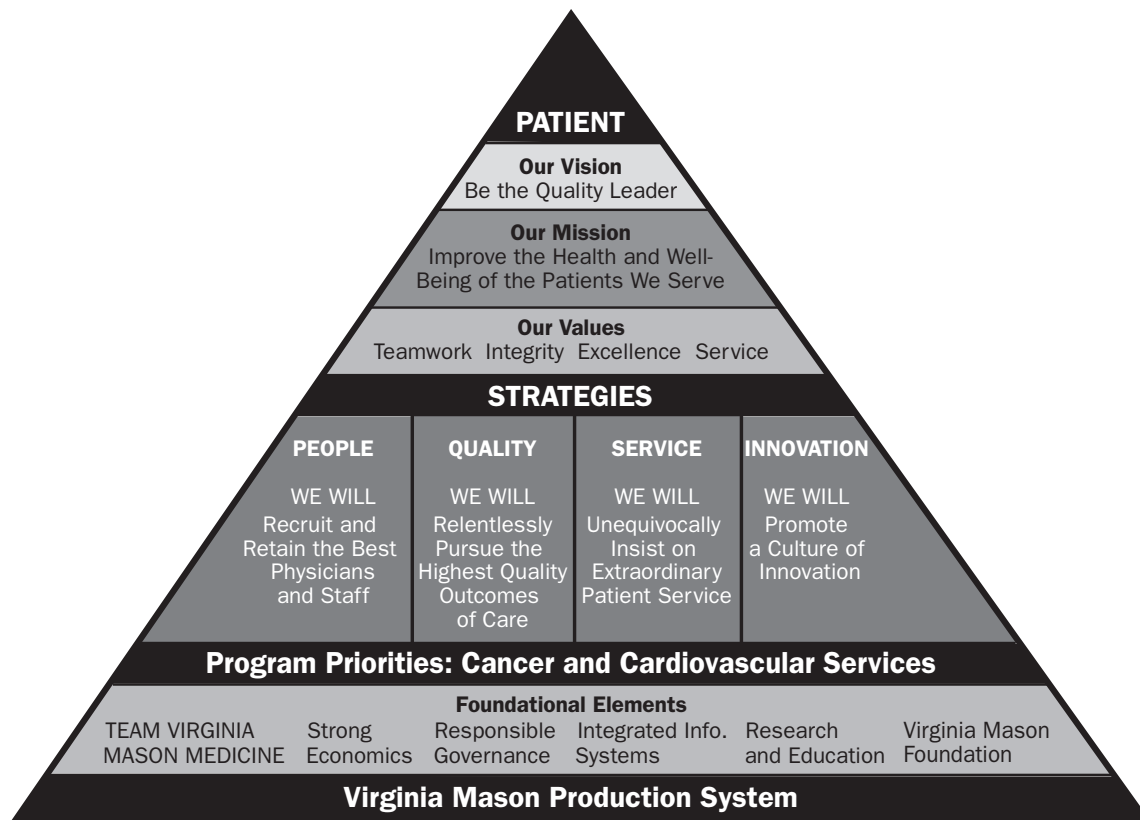 PATIENT
Our Vision
Be the Quality Leader
Our Mission
Improve the Health and Well-
Being of the Patients We Serve
Our Values
Teamwork Integrity Excellence Service
STRATEGIES
PEOPLE
WE WILL
Recruit and
Retain the Best
Physicians
and Staff
QUALITY
WE WILL
Relentlessly
Pursue the
Highest Quality
Outcomes
of Care
SERVICE
WE WILL
Unequivocally
Insist on
Extraordinary
Patient Service
INNOVATION
WE WILL
Promote
a Culture of
Innovation
Program Priorities: Cancer and Cardiovascular Services
Foundational Elements
TEAM VIRGINIA
MASON MEDICINE
Strong
Economics
Responsible
Governance
Integrated Info.
Systems
Research
and Education
Virginia Mason
Foundation
Virginia Mason Production System